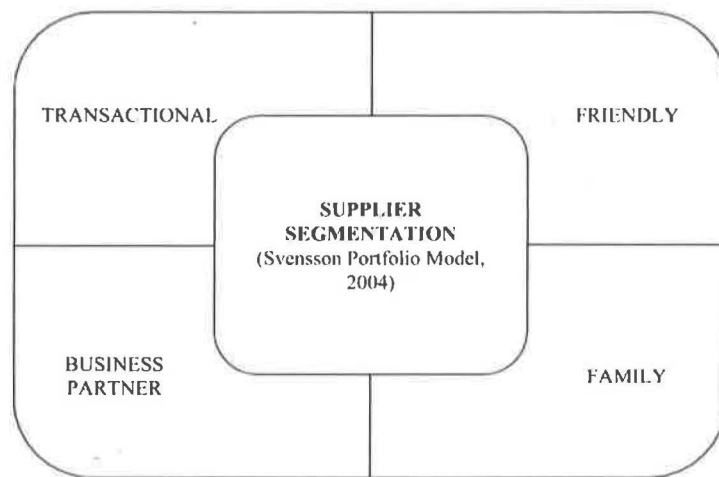 TRANSACTIONAL
FRIENDLY
SUPPLIER
SEGMENTATION
(Svensson Portfolio Model,
2004)
BUSINESS
PARTNER
FAMILY